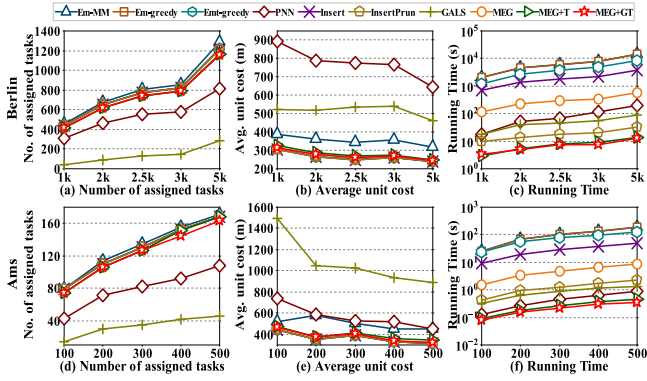 Em-MM Em-greedy Emt-greedy PNN Insert InsertPrun GALS MEG MEG+T MEG+GT
Berlin
No. of assigned tasks
1400
1200
1000
800
600
400
200
0
1k 2k 2.5k 3k 5k
(a) Number of assigned tasks
Avg. unit cost (m)
900
800
700
600
500
400
300
200
1k 2k 2.5k 3k 5k
(b) Average unit cost
Running Time (s)
10^5
10^4
10^3
10^2
10^1
10^0
1k 2k 2.5k 3k 5k
(c) Running Time
Ams
No. of assigned tasks
160
120
80
40
100 200 2.500 400 500
(d) Number of assigned tasks
Avg. unit cost (m)
1600
1400
1200
1000
800
600
400
100 200 2.500 400 500
(e) Average unit cost
Running Time (s)
10^3
10^2
10^1
10^0
10^-1
10^-2
100 200 2.500 400 500
(f) Running Time